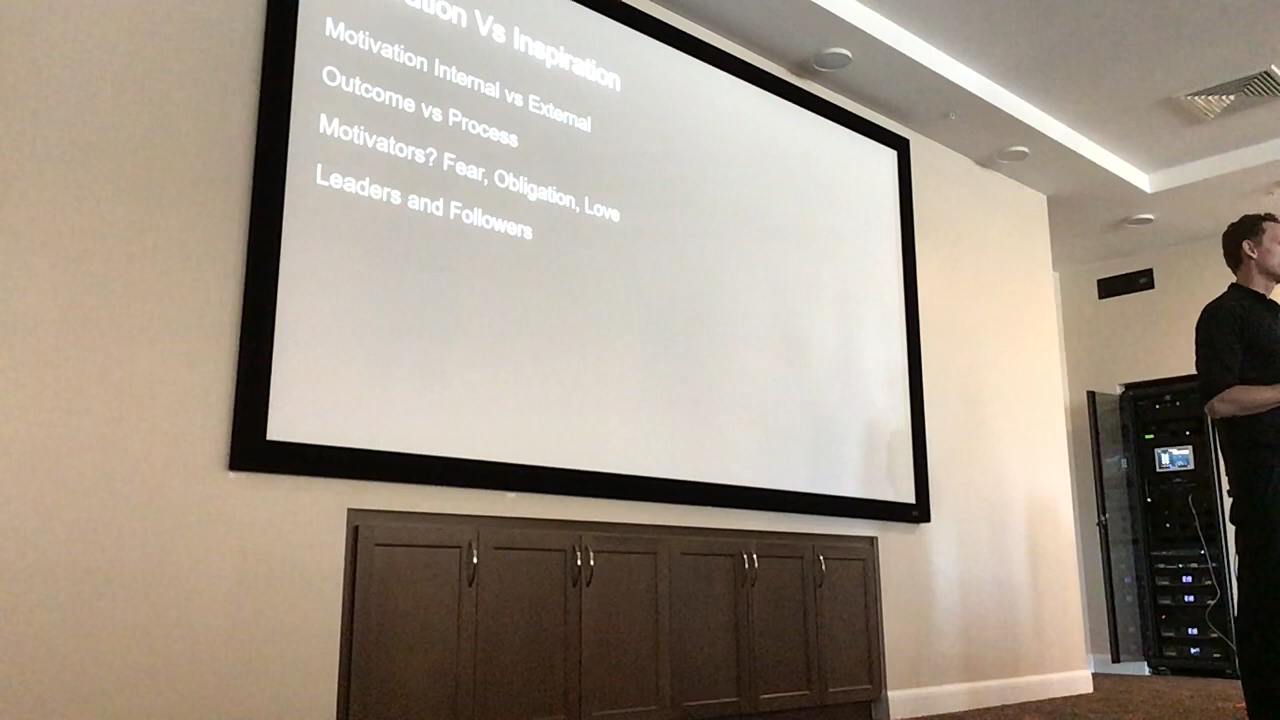 Vs Inspiration
Motivation Internal vs External
Outcome vs Process
Motivators? Fear, Obligation, Love
Leaders and Followers